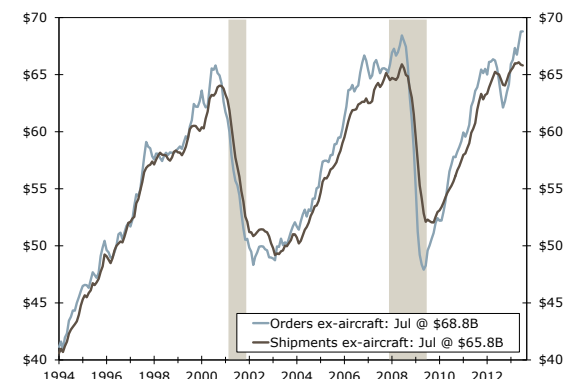 $70 $70
$65 $65
$60 $60
$55 $55
$50 $50
$45 $45
Orders ex-aircraft: Jul @ $68.8B
Shipments ex-aircraft: Jul @ $65.8B
$40 $40
1994 1996 1998 2000 2002 2004 2006 2008 2010 2012